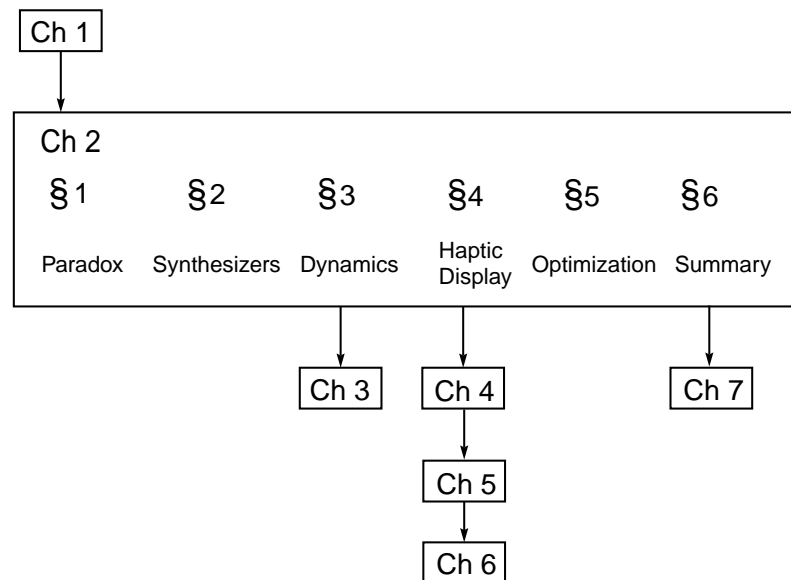 Ch 1
Ch 2
§1 §2 §3 §4 §5 §6
Paradox Synthesizers Dynamics Haptic Display Optimization Summary
Ch 3 Ch 4 Ch 7
Ch 5
Ch 6